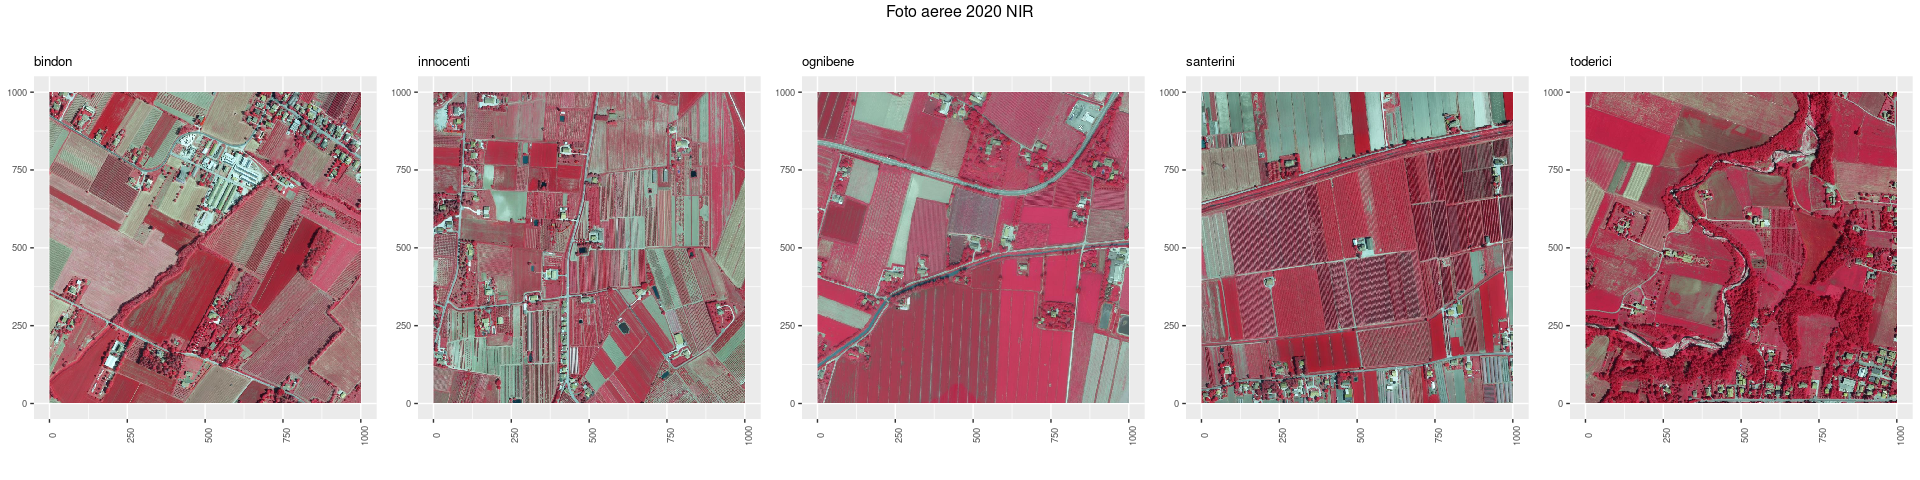 Foto aeree 2020 NIR
bindon innocenti ognibene santerini toderici
1000 1000 1000 1000 1000
750 750 750 750 750
500 500 500 500 500
250 250 250 250 250
0 0 0 0 0
0 250 500 750 1000 0 250 500 750 1000 0 250 500 750 1000 0 250 500 750 1000 0 250 500 750 1000